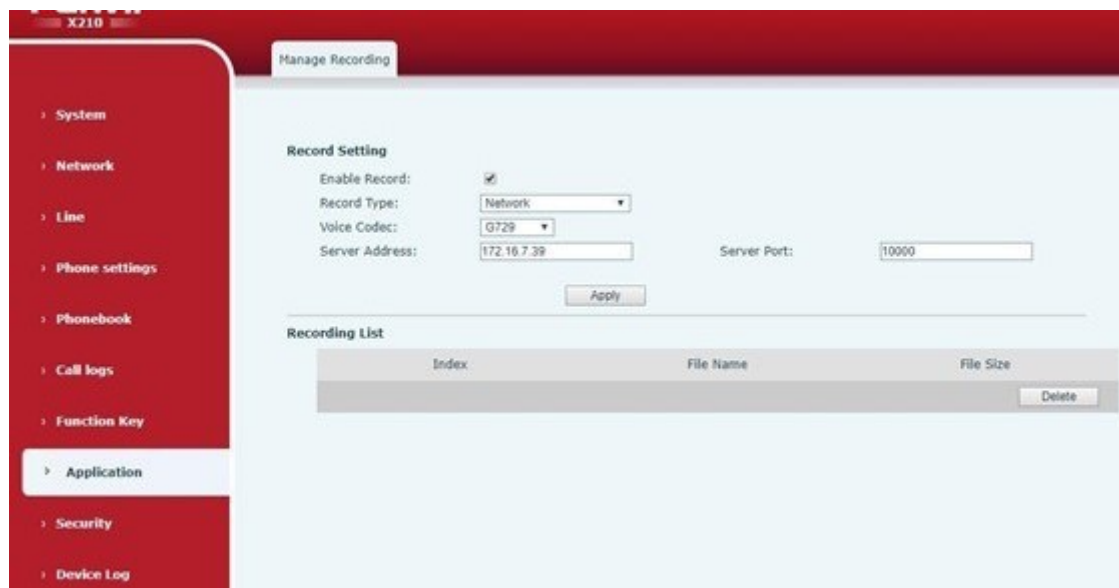 X210
Manage Recording
System
Network
Line
Phone settings
Phonebook
Call logs
Function Key
Application
Security
Device Log
Record Setting
Enable Record:
Record Type: Network
Voice Codec: G729
Server Address: 172.16.7.39 Server Port: 10000
Apply
Recording List
Index File Name File Size
Delete